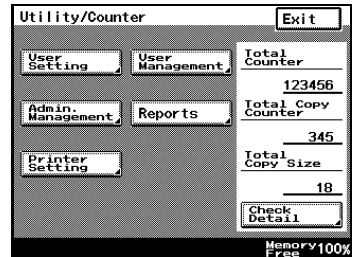 Utility/Counter
Exit
User
Setting
User
Management
Admin.
Management
Reports
Printer
Setting
Total
Counter
123456
Total Copy
Counter
345
Total
Copy Size
18
Check
Detail
Memory
Free 100%